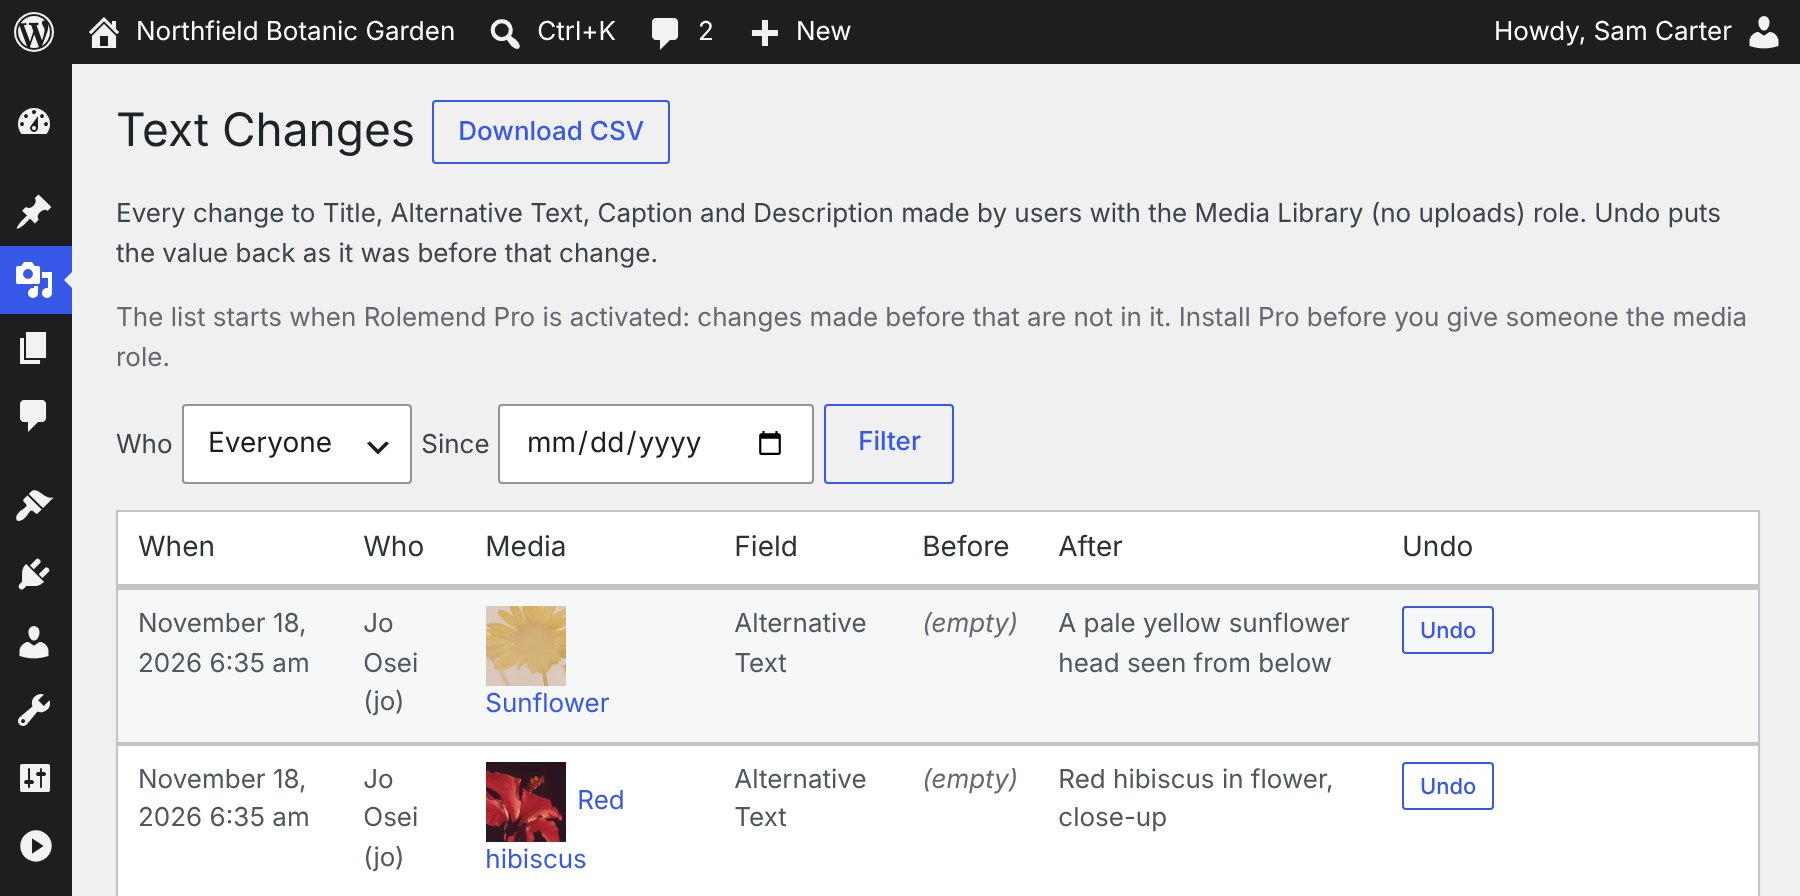 Northfield Botanic Garden Ctrl+K 2 New Howdy, Sam Carter
Text Changes Download CSV
Every change to Title, Alternative Text, Caption and Description made by users with the Media Library (no uploads) role. Undo puts
the value back as it was before that change.
The list starts when Rolemend Pro is activated: changes made before that are not in it. Install Pro before you give someone the media
role.
Who Everyone Since mm/dd/yyyy Filter
When Who Media Field Before After Undo
November 18, Jo Alternative (empty) A pale yellow sunflower Undo
2026 6:35 am Osei Text head seen from below
(jo) Sunflower
November 18, Jo Red Alternative (empty) Red hibiscus in flower, Undo
2026 6:35 am Osei Text close-up
(jo) hibiscus